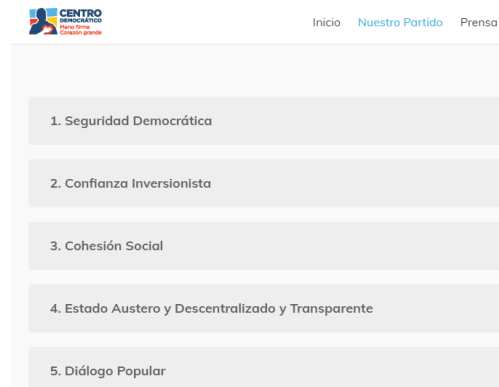 CENTRO
DEMOCRÁTICO
Mano firme
Corazón grande
Inicio Nuestro Partido Prensa
1. Seguridad Democrática
2. Confianza Inversionista
3. Cohesión Social
4. Estado Austero y Descentralizado y Transparente
5. Diálogo Popular